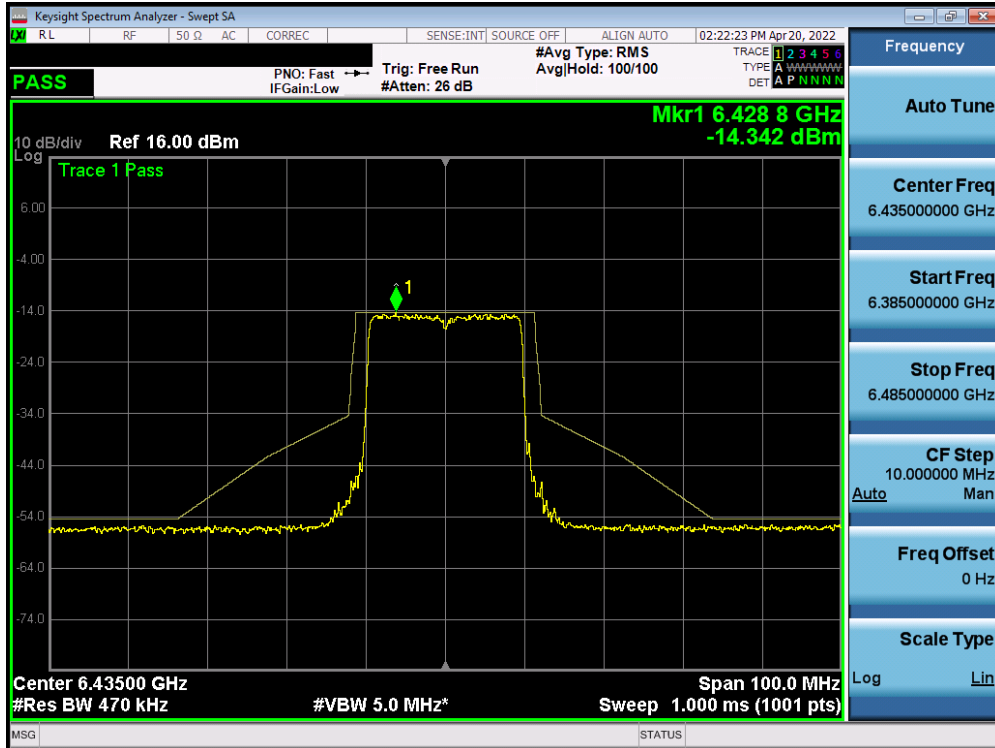 Keysight Spectrum Analyzer - Swept SA
LXI RL RF 50 Ω AC CORREC SENSE:INT SOURCE OFF ALIGN AUTO 02:22:23 PM Apr 20, 2022
PASS
PNO: Fast
IFGain:Low
Trig: Free Run
#Atten: 26 dB
#Avg Type: RMS
Avg|Hold: 100/100
TRACE 1 2 3 4 5 6
TYPE A WWWWW
DET A P N N N N
Mkr1 6.428 8 GHz
-14.342 dBm
10 dB/div Ref 16.00 dBm
Log
Trace 1 Pass
1
6.00
-4.00
-14.0
-24.0
-34.0
-44.0
-54.0
-64.0
-74.0
Center 6.43500 GHz Span 100.0 MHz
#Res BW 470 kHz #VBW 5.0 MHz* Sweep 1.000 ms (1001 pts)
MSG STATUS
Frequency
Auto Tune
Center Freq
6.435000000 GHz
Start Freq
6.385000000 GHz
Stop Freq
6.485000000 GHz
CF Step
10.000000 MHz
Auto Man
Freq Offset
0 Hz
Scale Type
Log Lin